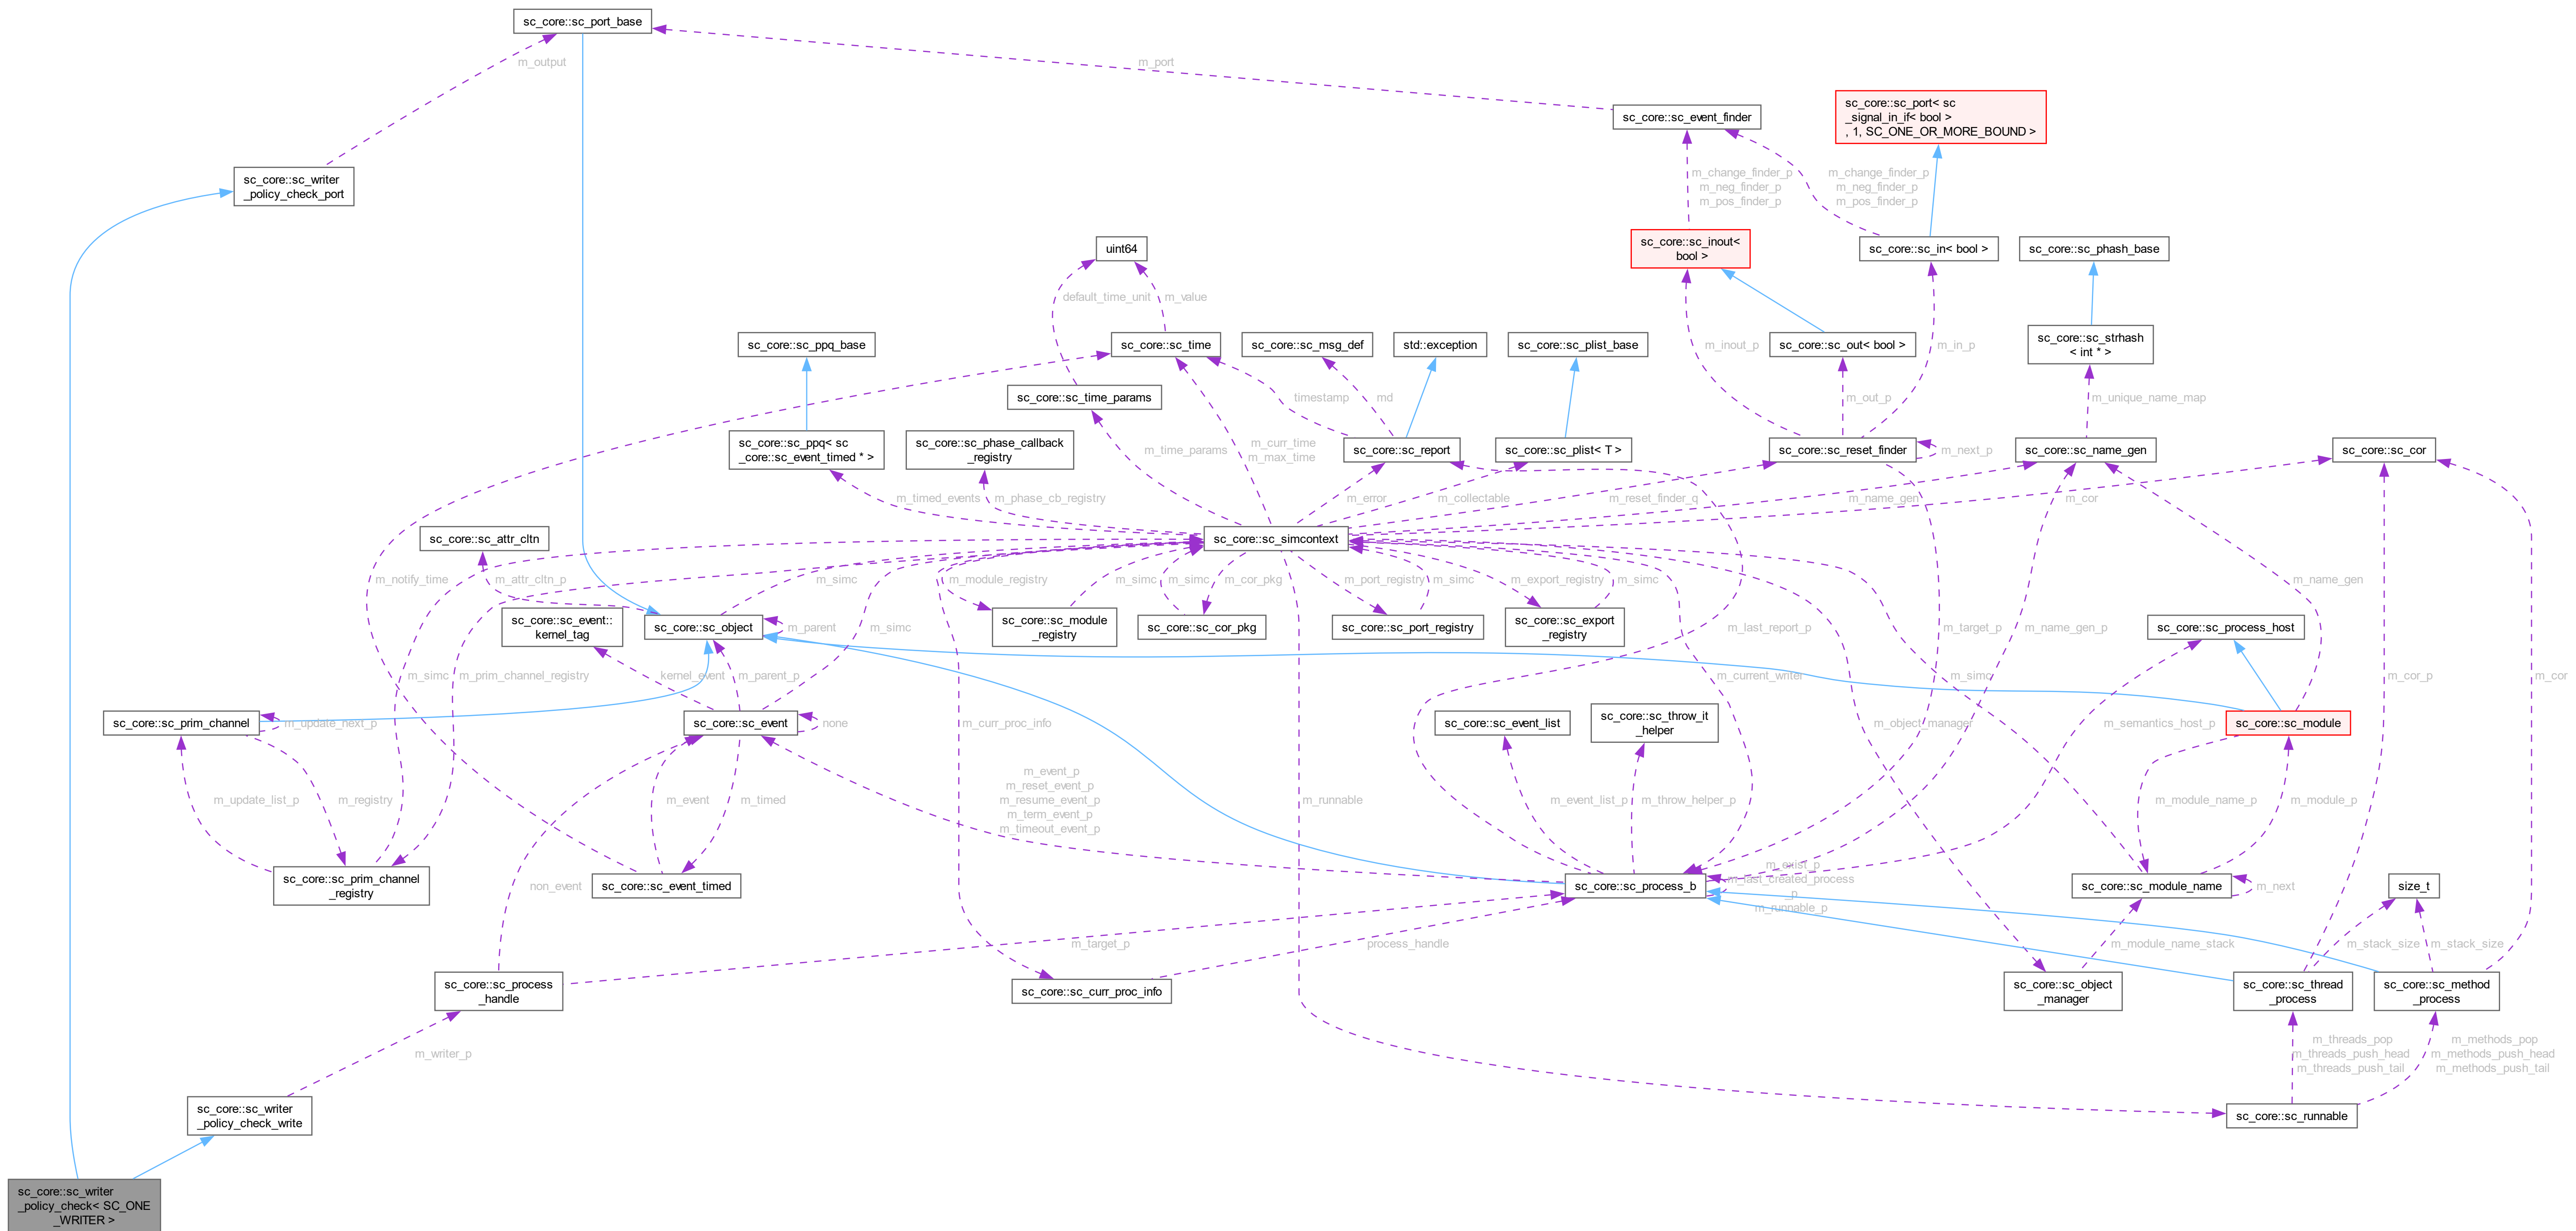 sc_core::sc_port_base
m_output
m_port
sc_core::sc_event_finder
sc_core::sc_port< sc
_signal_in_if< bool >
, 1, SC_ONE_OR_MORE_BOUND >
sc_core::sc_writer
_policy_check_port
m_change_finder_p
m_neg_finder_p
m_pos_finder_p
m_change_finder_p
m_neg_finder_p
m_pos_finder_p
uint64
sc_core::sc_inout<
bool >
sc_core::sc_in< bool >
sc_core::sc_phash_base
default_time_unit
m_value
sc_core::sc_ppq_base
sc_core::sc_time
sc_core::sc_msg_def
std::exception
sc_core::sc_plist_base
m_inout_p
sc_core::sc_out< bool >
m_in_p
sc_core::sc_strhash
< int * >
sc_core::sc_time_params
timestamp
md
m_out_p
m_unique_name_map
sc_core::sc_ppq< sc
_core::sc_event_timed * >
sc_core::sc_phase_callback
_registry
m_time_params
m_curr_time
m_max_time
sc_core::sc_report
sc_core::sc_plist< T >
sc_core::sc_reset_finder
m_next_p
sc_core::sc_name_gen
sc_core::sc_cor
m_timed_events
m_phase_cb_registry
m_error
m_collectable
m_reset_finder_q
m_name_gen
m_cor
sc_core::sc_attr_cltn
sc_core::sc_simcontext
m_notify_time
m_attr_cltn_p
m_simc
m_module_registry
m_simc
m_simc
m_cor_pkg
m_port_registry
m_simc
m_export_registry
m_simc
m_name_gen
sc_core::sc_event::
kernel_tag
sc_core::sc_object
m_parent
m_simc
sc_core::sc_module
_registry
sc_core::sc_cor_pkg
sc_core::sc_port_registry
sc_core::sc_export
_registry
m_last_report_p
m_target_p
m_name_gen_p
sc_core::sc_process_host
m_simc
m_prim_channel_registry
kernel_event
m_parent_p
m_current_writer
m_simc
m_cor_p
m_cor
sc_core::sc_prim_channel
m_update_next_p
sc_core::sc_event
none
m_curr_proc_info
sc_core::sc_event_list
sc_core::sc_throw_it
_helper
m_object_manager
m_semantics_host_p
sc_core::sc_module
m_update_list_p
m_registry
m_event
m_timed
m_event_p
m_reset_event_p
m_resume_event_p
m_term_event_p
m_timeout_event_p
m_runnable
m_event_list_p
m_throw_helper_p
m_module_name_p
m_module_p
sc_core::sc_prim_channel
_registry
non_event
sc_core::sc_event_timed
sc_core::sc_process_b
m_exist_p
m_last_created_process
_p
m_runnable_p
sc_core::sc_module_name
m_next
size_t
m_target_p
process_handle
m_module_name_stack
m_stack_size
m_stack_size
sc_core::sc_process
_handle
sc_core::sc_curr_proc_info
sc_core::sc_object
_manager
sc_core::sc_thread
_process
sc_core::sc_method
_process
m_writer_p
m_threads_pop
m_threads_push_head
m_threads_push_tail
m_methods_pop
m_methods_push_head
m_methods_push_tail
sc_core::sc_writer
_policy_check_write
sc_core::sc_runnable
sc_core::sc_writer
_policy_check< SC_ONE
_WRITER >